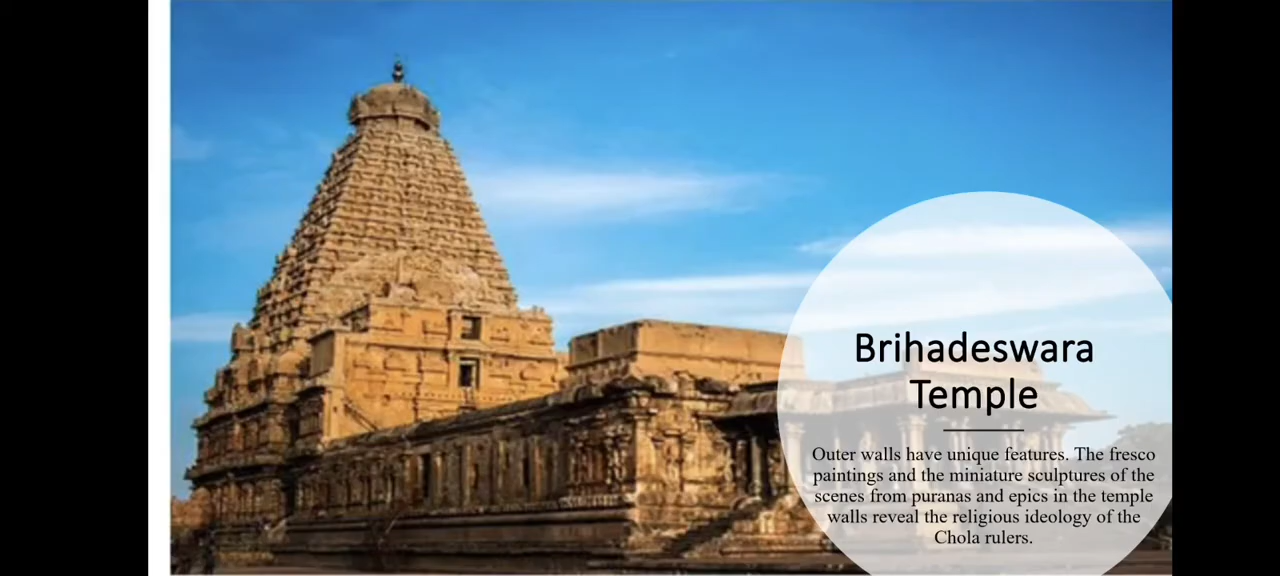 Brihadeswara
Temple
Outer walls have unique features. The fresco
paintings and the miniature sculptures of the
scenes from puranas and epics in the temple
walls reveal the religious ideology of the
Chola rulers.